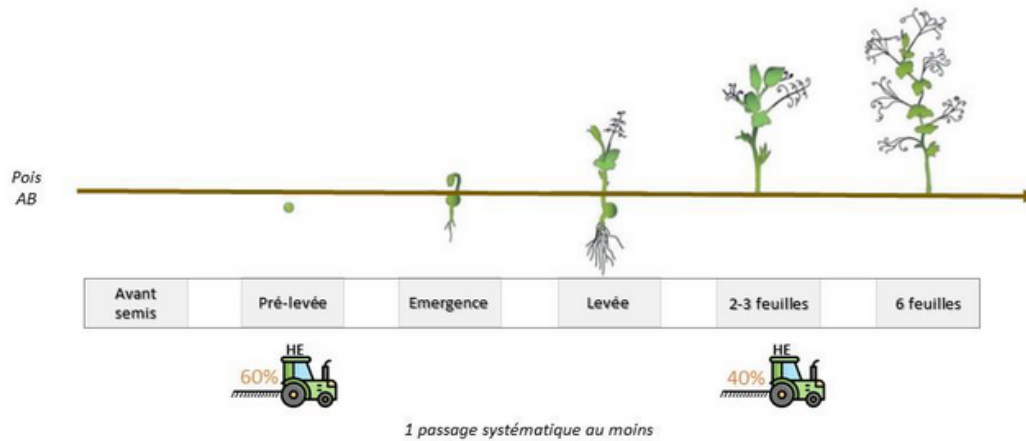 Pois
AB
Avant
semis
Pré-levée
Emergence
Levée
2-3 feuilles
6 feuilles
HE
60%
HE
40%
1 passage systématique au moins